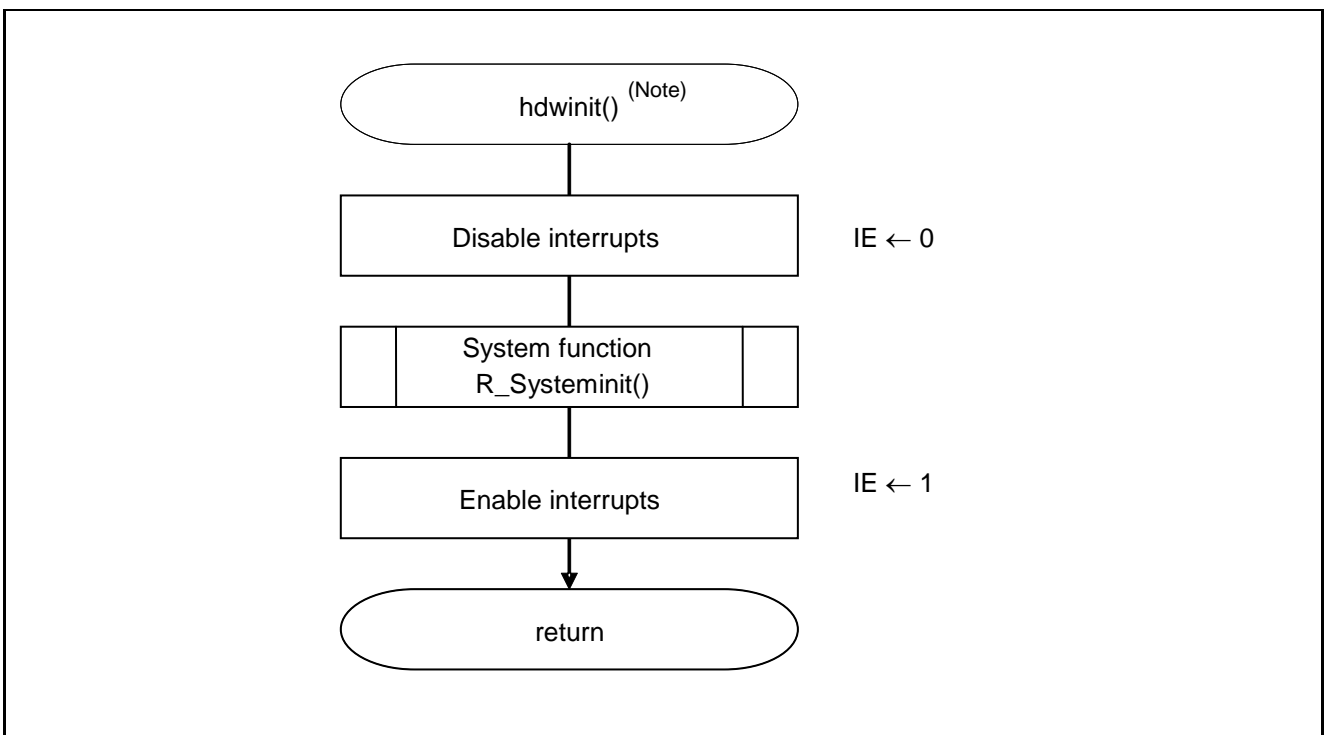 hdwinit() (Note)
Disable interrupts
IE ← 0
System function
R_Systeminit()
Enable interrupts
IE ← 1
return